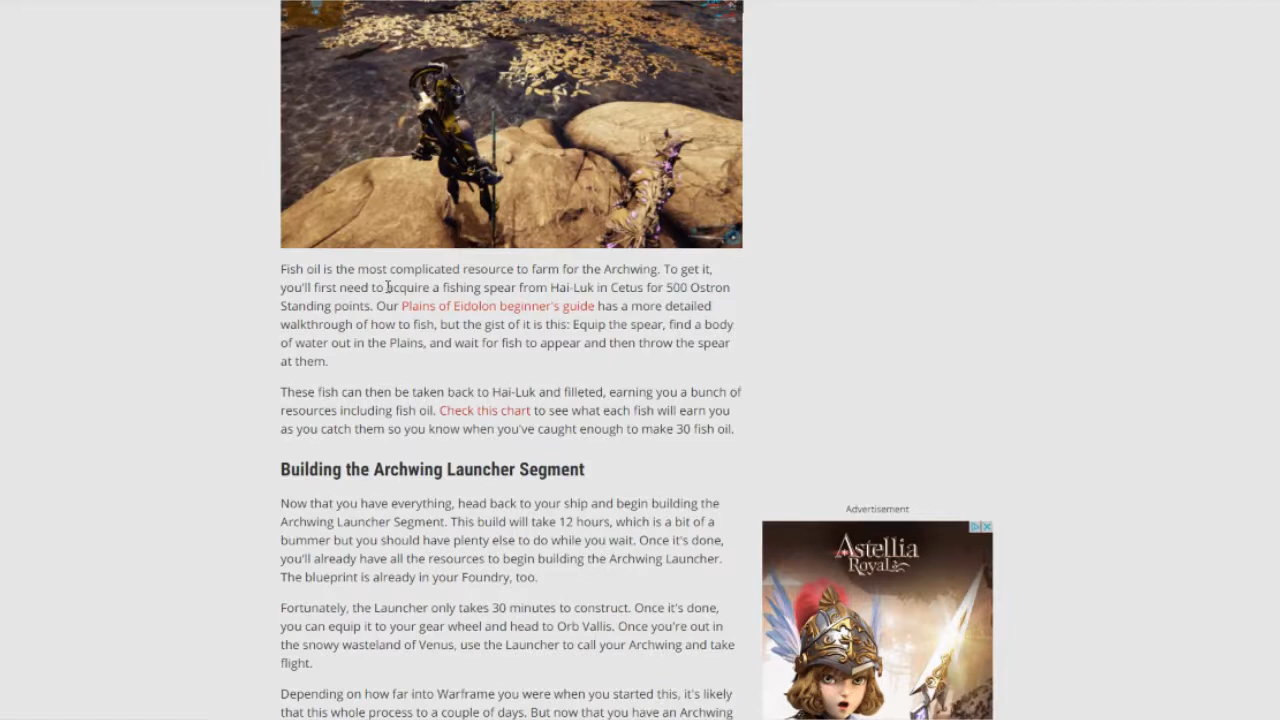 Fish oil is the most complicated resource to farm for the Archwing. To get it,
you'll first need to acquire a fishing spear from Hai-Luk in Cetus for 500 Ostron
Standing points. Our Plains of Eidolon beginner's guide has a more detailed
walkthrough of how to fish, but the gist of it is this: Equip the spear, find a body
of water out in the Plains, and wait for fish to appear and then throw the spear
at them.
These fish can then be taken back to Hai-Luk and filleted, earning you a bunch of
resources including fish oil. Check this chart to see what each fish will earn you
as you catch them so you know when you've caught enough to make 30 fish oil.
Building the Archwing Launcher Segment
Now that you have everything, head back to your ship and begin building the
Archwing Launcher Segment. This build will take 12 hours, which is a bit of a
bummer but you should have plenty else to do while you wait. Once it's done,
you'll already have all the resources to begin building the Archwing Launcher.
The blueprint is already in your Foundry, too.
Fortunately, the Launcher only takes 30 minutes to construct. Once it's done,
you can equip it to your gear wheel and head to Orb Vallis. Once you're out in
the snowy wasteland of Venus, use the Launcher to call your Archwing and take
flight.
Depending on how far into Warframe you were when you started this, it's likely
that this whole process to a couple of days. But now that you have an Archwing
Advertisement
Astellia
Royal